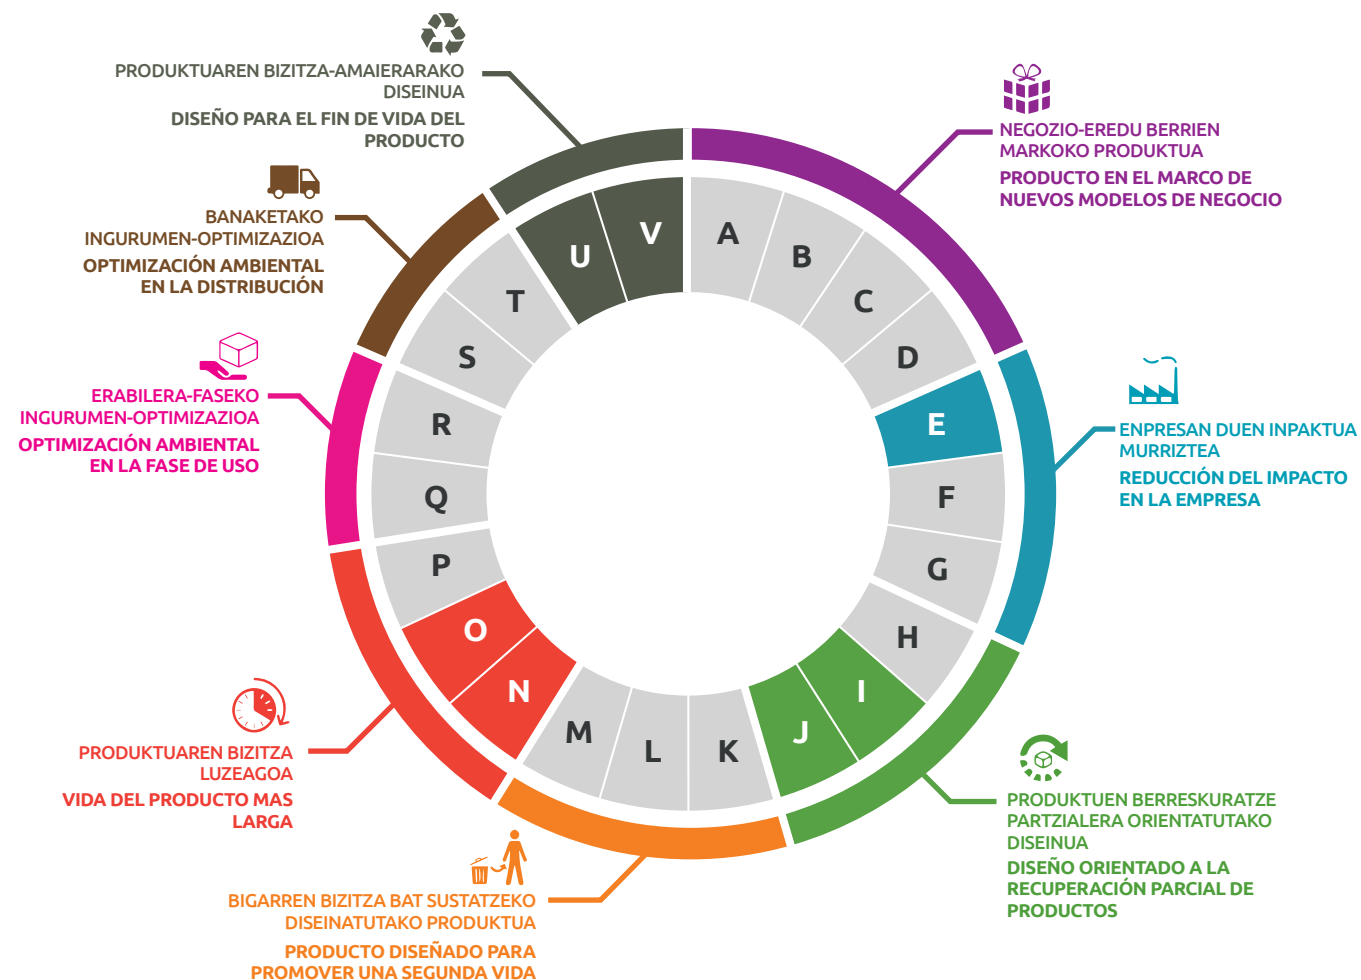 PRODUKTUAREN BIZITZA-AMAIERARAKO
DISEINUA
DISEÑO PARA EL FIN DE VIDA DEL
PRODUCTO
NEGOZIO-EREDU BERRIEN
MARKOKO PRODUKTUA
PRODUCTO EN EL MARCO DE
NUEVOS MODELOS DE NEGOCIO
BANAKETAKO
INGURUMEN-OPTIMIZAZIOA
OPTIMIZACIÓN AMBIENTAL
EN LA DISTRIBUCIÓN
ERABILERA-FASEKO
INGURUMEN-OPTIMIZAZIOA
OPTIMIZACIÓN AMBIENTAL
EN LA FASE DE USO
ENPRESAN DUEN INPAKTUA
MURRIZTEA
REDUCCIÓN DEL IMPACTO
EN LA EMPRESA
PRODUKTUAREN BIZITZA
LUZEAGOA
VIDA DEL PRODUCTO MAS
LARGA
PRODUKTUEN BERRESKURATZE
PARTZIALERA ORIENTATUTAKO
DISEINUA
DISEÑO ORIENTADO A LA
RECUPERACIÓN PARCIAL DE
PRODUCTOS
BIGARREN BIZITZA BAT SUSTATZEKO
DISEINATUTAKO PRODUKTUA
PRODUCTO DISEÑADO PARA
PROMOVER UNA SEGUNDA VIDA
A
B
C
D
E
F
G
H
I
J
K
L
M
N
O
P
Q
R
S
T
U
V